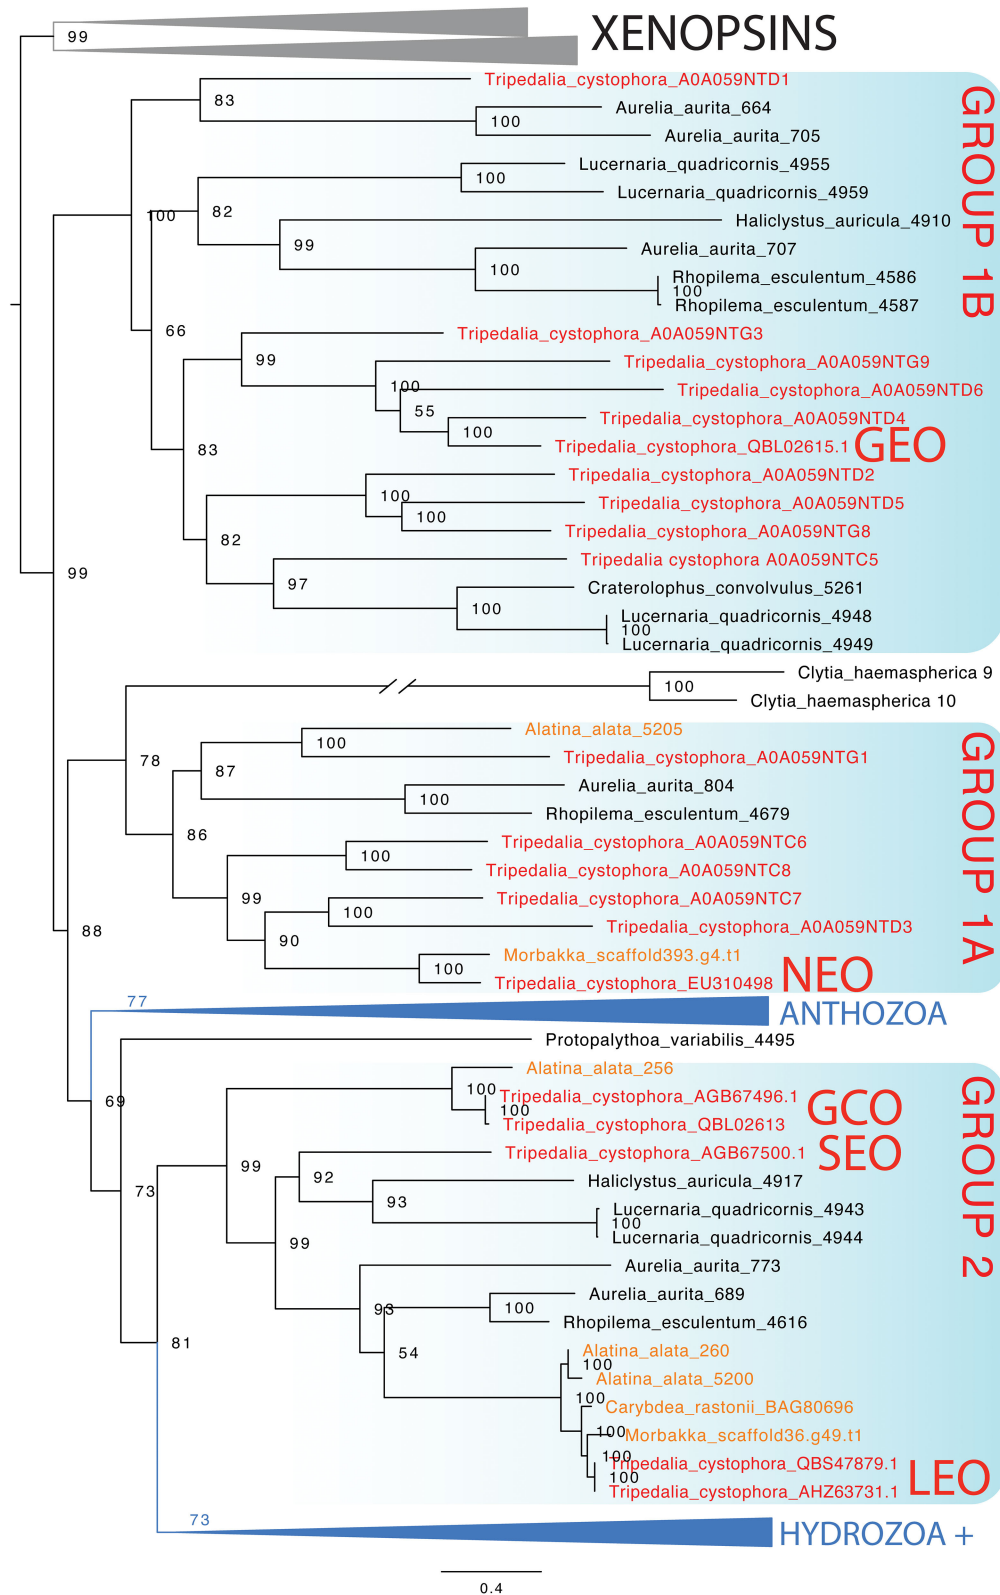 99
XENOPSINS
GROUP 1B
Tripedalia_cystophora_A0A059NTD1
83
Aurelia_aurita_664
100
Aurelia_aurita_705
Lucernaria_quadricornis_4955
100
Lucernaria_quadricornis_4959
100
82
Haliclystus_auricula_4910
99
Aurelia_aurita_707
100
Rhopilema_esculentum_4586
100
Rhopilema_esculentum_4587
66
Tripedalia_cystophora_A0A059NTG3
99
Tripedalia_cystophora_A0A059NTG9
100
Tripedalia_cystophora_A0A059NTD6
55
Tripedalia_cystophora_A0A059NTD4
100
Tripedalia_cystophora_QBL02615.1
GEO
83
Tripedalia_cystophora_A0A059NTD2
100
Tripedalia_cystophora_A0A059NTD5
100
Tripedalia_cystophora_A0A059NTG8
82
Tripedalia cystophora A0A059NTC5
97
Craterolophus_convolvulus_5261
100
Lucernaria_quadricornis_4948
100
Lucernaria_quadricornis_4949
99
Clytia_haemaspherica 9
100
Clytia_haemaspherica 10
78
GROUP 1A
Alatina_alata_5205
100
Tripedalia_cystophora_A0A059NTG1
87
Aurelia_aurita_804
100
Rhopilema_esculentum_4679
86
Tripedalia_cystophora_A0A059NTC6
100
Tripedalia_cystophora_A0A059NTC8
99
Tripedalia_cystophora_A0A059NTC7
100
Tripedalia_cystophora_A0A059NTD3
90
Morbakka_scaffold393.g4.t1
100
Tripedalia_cystophora_EU310498
NEO
88
77
ANTHOZOA
Protopalythoa_variabilis_4495
69
GROUP 2
Alatina_alata_256
100
Tripedalia_cystophora_AGB67496.1
100
Tripedalia_cystophora_QBL02613
GCO
99
Tripedalia_cystophora_AGB67500.1
SEO
92
Haliclystus_auricula_4917
93
Lucernaria_quadricornis_4943
100
Lucernaria_quadricornis_4944
73
99
Aurelia_aurita_773
93
Aurelia_aurita_689
100
Rhopilema_esculentum_4616
81
54
Alatina_alata_260
100
Alatina_alata_5200
100
Carybdea_rastonii_BAG80696
100
Morbakka_scaffold36.g49.t1
100
Tripedalia_cystophora_QBS47879.1
100
Tripedalia_cystophora_AHZ63731.1
LEO
73
HYDROZOA +
0.4